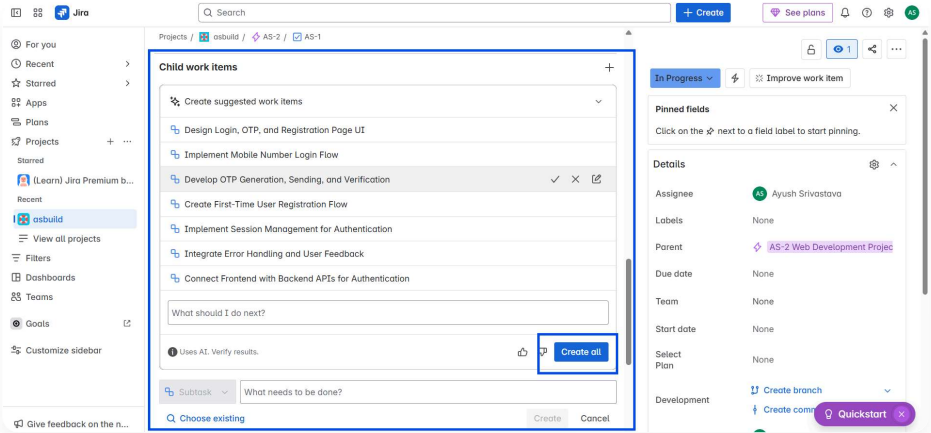 Jira
Search
+ Create
See plans
AS
For you
Recent
Starred
Apps
Plans
Projects
Starred
(Learn) Jira Premium b...
Recent
asbuild
View all projects
Filters
Dashboards
Teams
Goals
Customize sidebar
Give feedback on the n...
Projects / asbuild / AS-2 / AS-1
Child work items
Create suggested work items
Design Login, OTP, and Registration Page UI
Implement Mobile Number Login Flow
Develop OTP Generation, Sending, and Verification
Create First-Time User Registration Flow
Implement Session Management for Authentication
Integrate Error Handling and User Feedback
Connect Frontend with Backend APIs for Authentication
What should I do next?
Uses AI. Verify results.
Create all
Subtask
What needs to be done?
Choose existing
Create
Cancel
1
In Progress
Improve work item
Pinned fields
Click on the next to a field label to start pinning.
Details
Assignee
AS Ayush Srivastava
Labels
None
Parent
AS-2 Web Development Projec
Due date
None
Team
None
Start date
None
Select Plan
None
Development
Create branch
Create comm
Quickstart